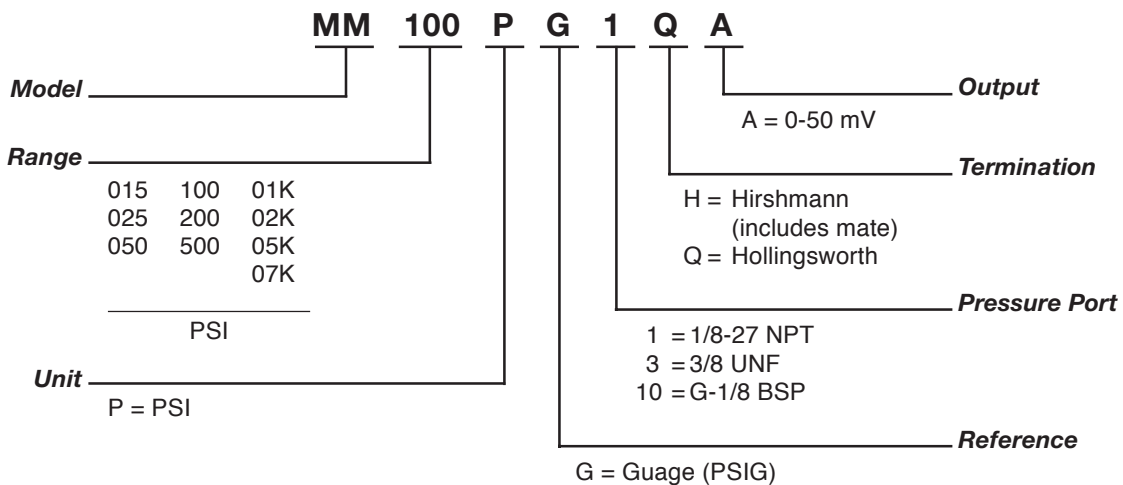 MM 100 P G 1 Q A
Model
Output
A = 0-50 mV
Range
Termination
015 100 01K
025 200 02K
050 500 05K
07K
PSI
H = Hirshmann
(includes mate)
Q = Hollingsworth
Pressure Port
1 = 1/8-27 NPT
3 = 3/8 UNF
10 = G-1/8 BSP
Unit
P = PSI
Reference
G = Guage (PSIG)